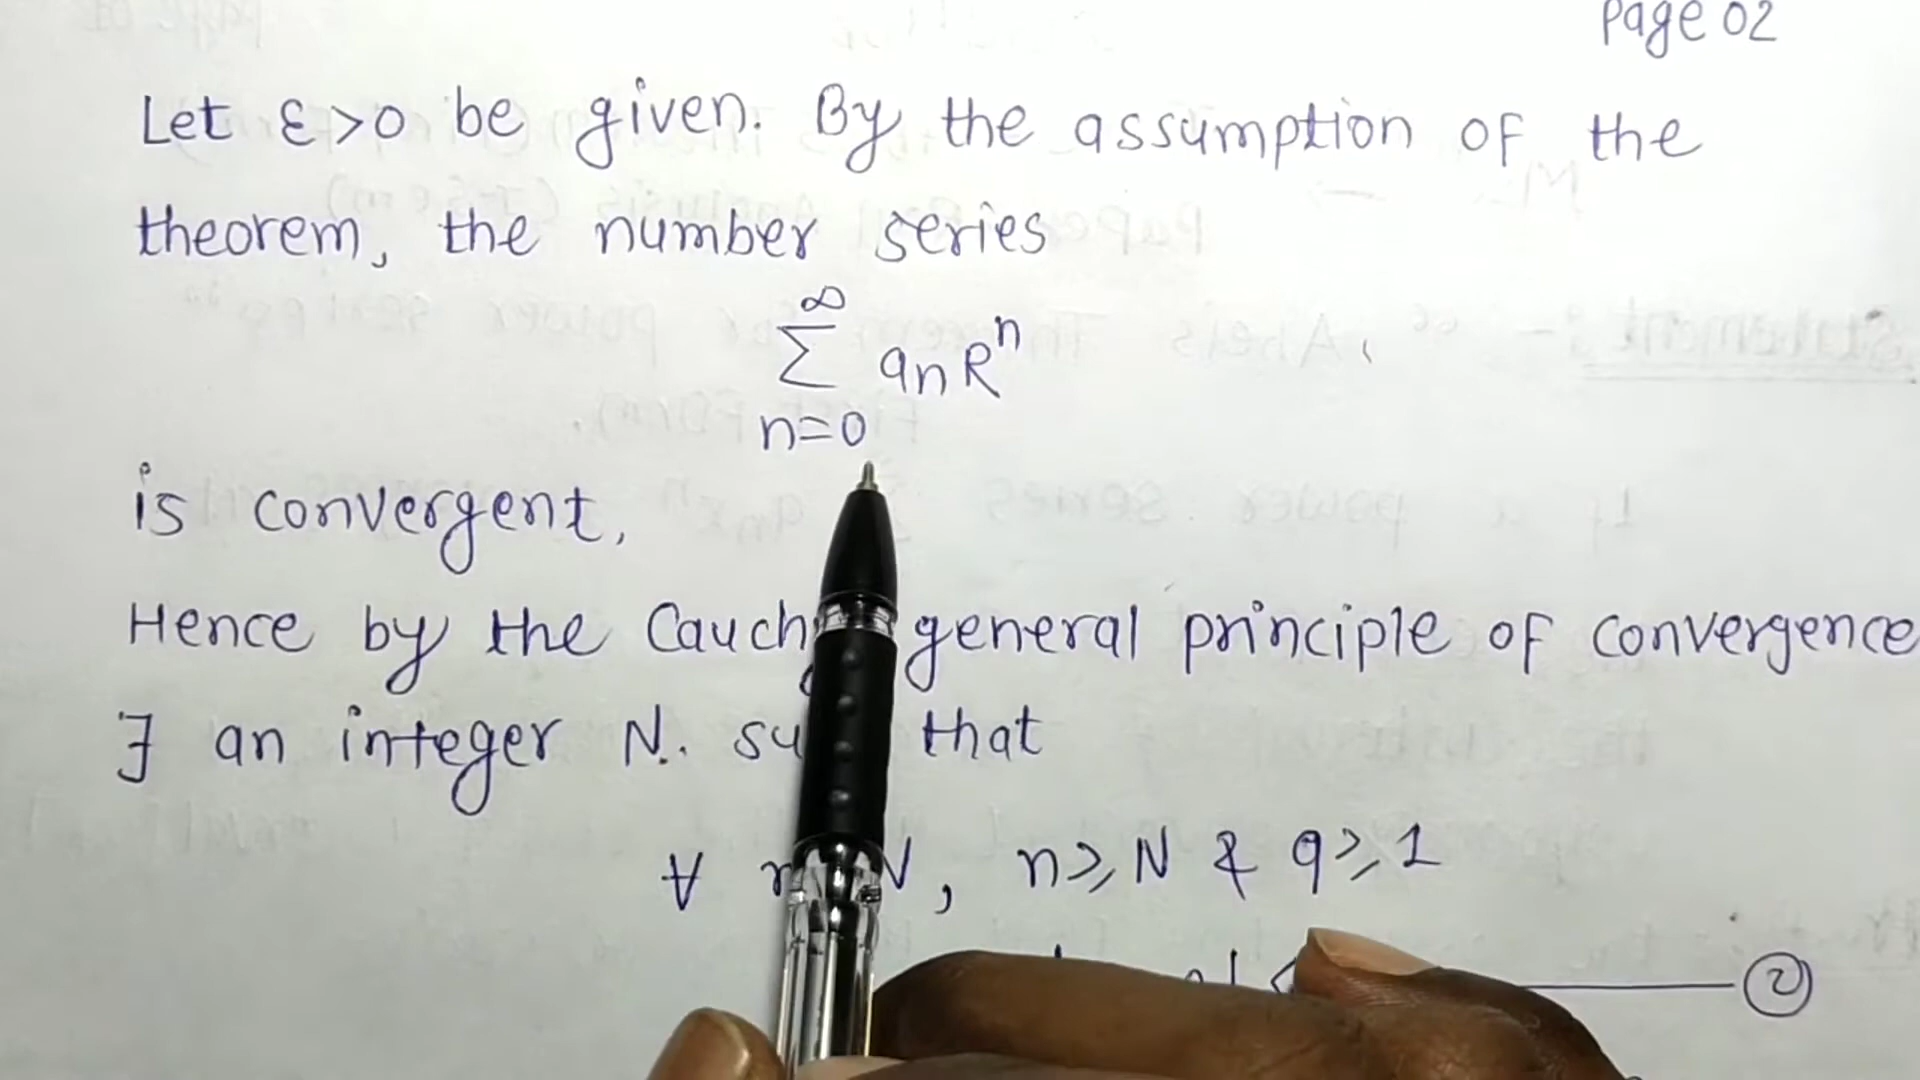 Page 02
Let ε>0 be given. By the assumption of the
theorem, the number series
∞
∑ aₙRⁿ
n=0
is convergent.
Hence by the Cauch general principle of convergence
∃ an integer N. su that
∀ n N, n≥N & q≥1
②